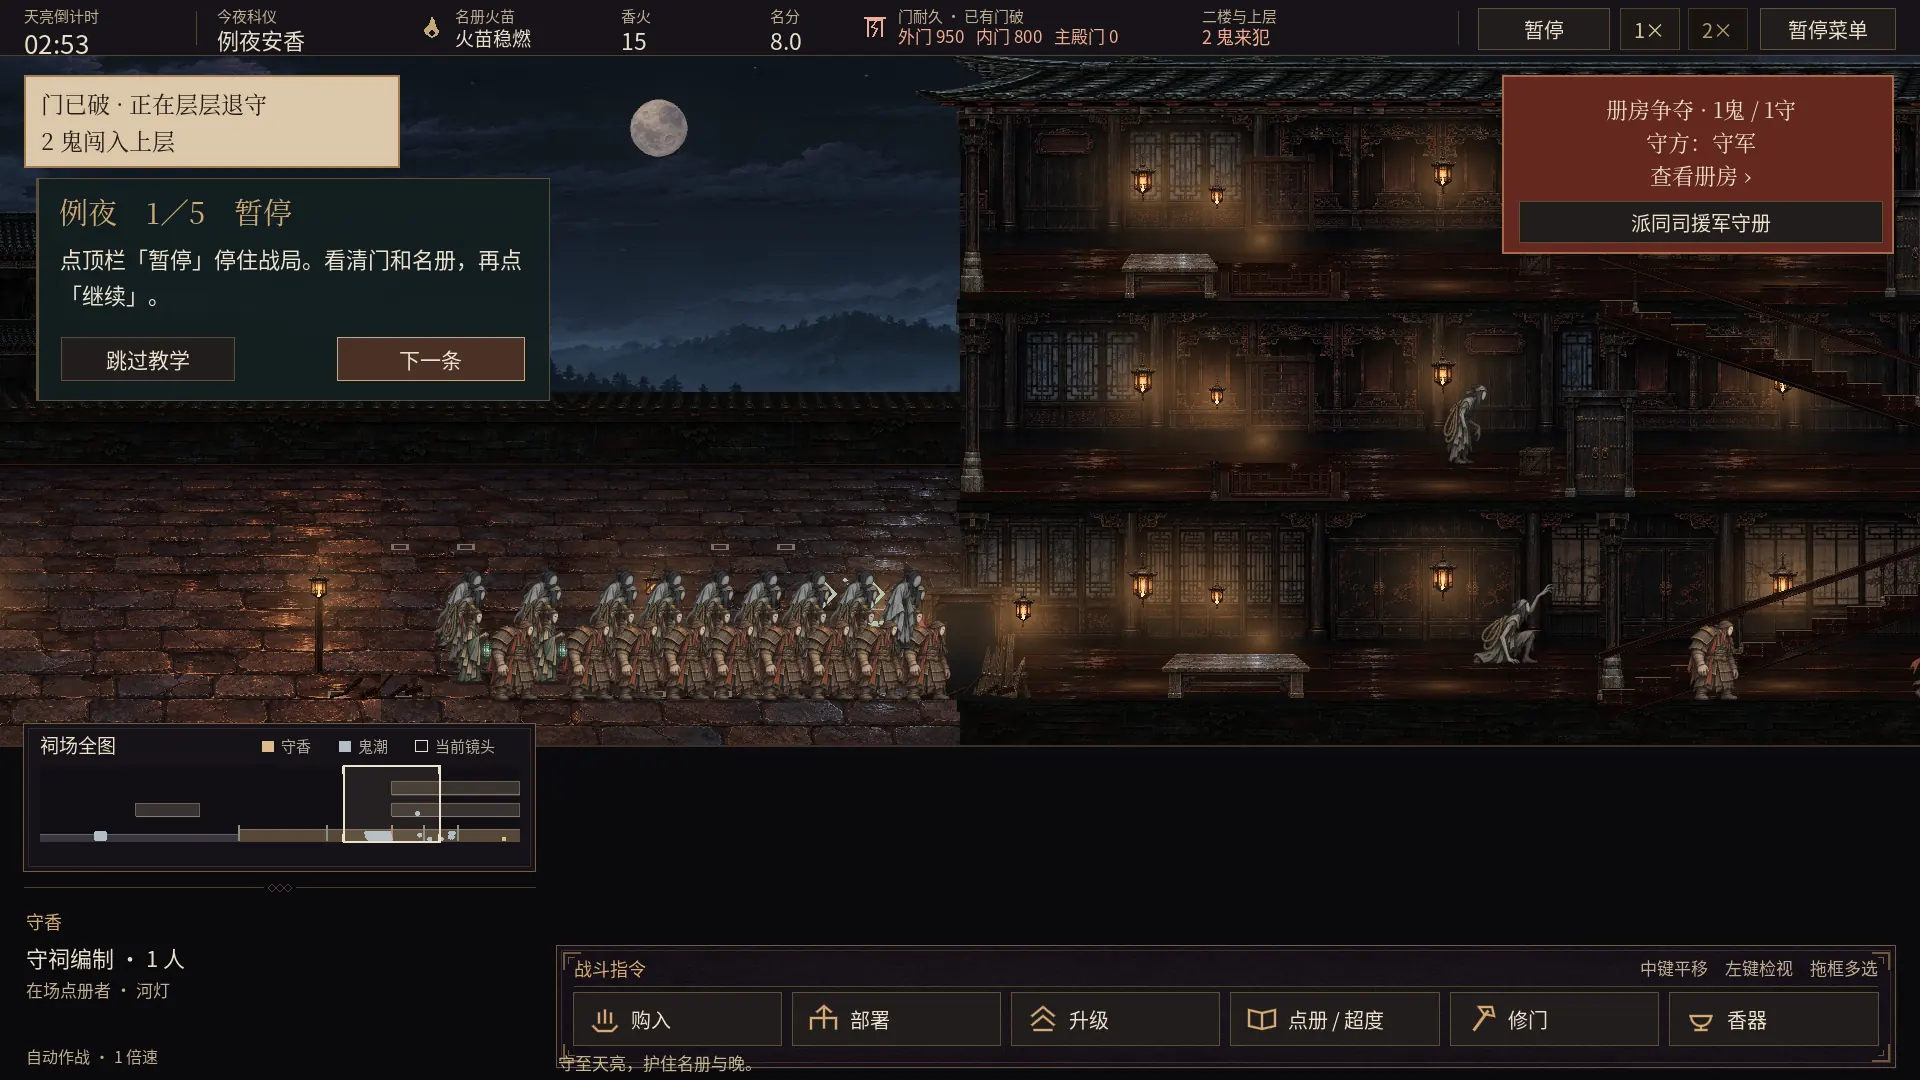 天亮倒计时
02:53
今夜科仪
例夜安香
名册火苗
火苗稳燃
香火
15
名分
8.0
门耐久・已有门破
外门 950 内门 800 主殿门 0
二楼与上层
2 鬼来犯
暂停
1×
2×
暂停菜单
门已破 · 正在层层退守
2 鬼闯入上层
例夜 1／5 暂停
点顶栏「暂停」停住战局。看清门和名册，再点
「继续」。
跳过教学
下一条
册房争夺 · 1鬼 / 1守
守方：守军
查看册房 ›
派同司援军守册
祠场全图
守香
鬼潮
当前镜头
守香
守祠编制・1 人
在场点册者・河灯
自动作战・1 倍速
战斗指令
中键平移 左键检视 拖框多选
购入
部署
升级
点册 / 超度
修门
香器
守至天亮，护住名册与晚。